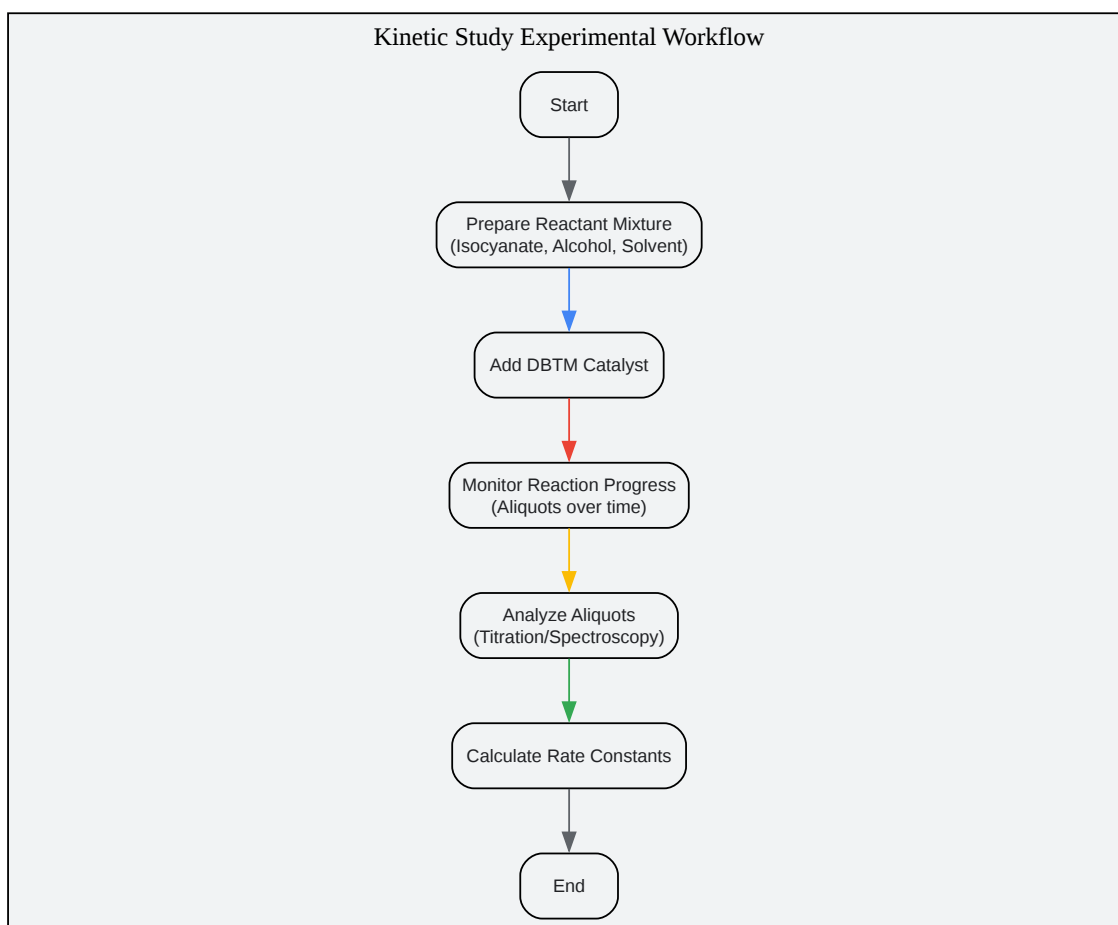 Kinetic Study Experimental Workflow
Start
Prepare Reactant Mixture
(Isocyanate, Alcohol, Solvent)
Add DBTM Catalyst
Monitor Reaction Progress
(Aliquots over time)
Analyze Aliquots
(Titration/Spectroscopy)
Calculate Rate Constants
End